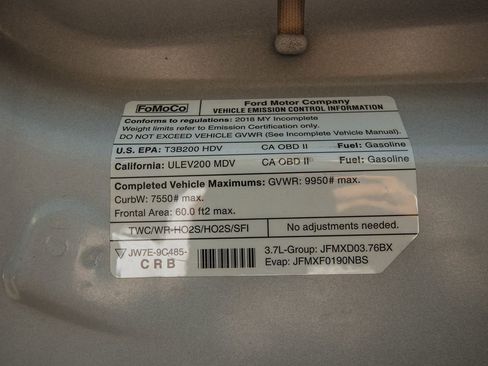 FoMoCo
Ford Motor Company
VEHICLE EMISSION CONTROL INFORMATION
Conforms to regulations: 2018 MY Incomplete
Weight limits refer to Emission Certification only.
DO NOT EXCEED VEHICLE GVWR (See Incomplete Vehicle Manual).
U.S. EPA: T3B200 HDV CA OBD II Fuel: Gasoline
California: ULEV200 MDV CA OBD II Fuel: Gasoline
Completed Vehicle Maximums: GVWR: 9950# max.
CurbW: 7550# max.
Frontal Area: 60.0 ft2 max.
TWC/WR-HO2S/HO2S/SFI No adjustments needed.
JW7E-9C485-
CRB
3.7L-Group: JFMXD03.76BX
Evap: JFMXF0190NBS